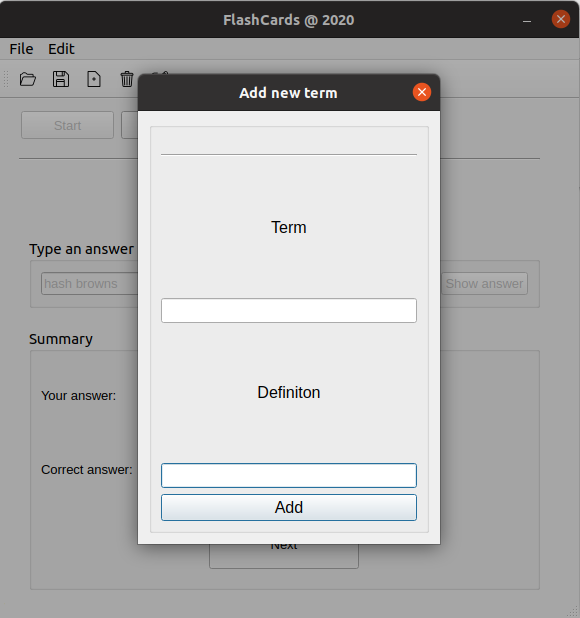 FlashCards @ 2020
File Edit
Add new term
Start
Term
Type an answer
hash browns
Show answer
Summary
Definiton
Your answer:
Correct answer:
Add
Next